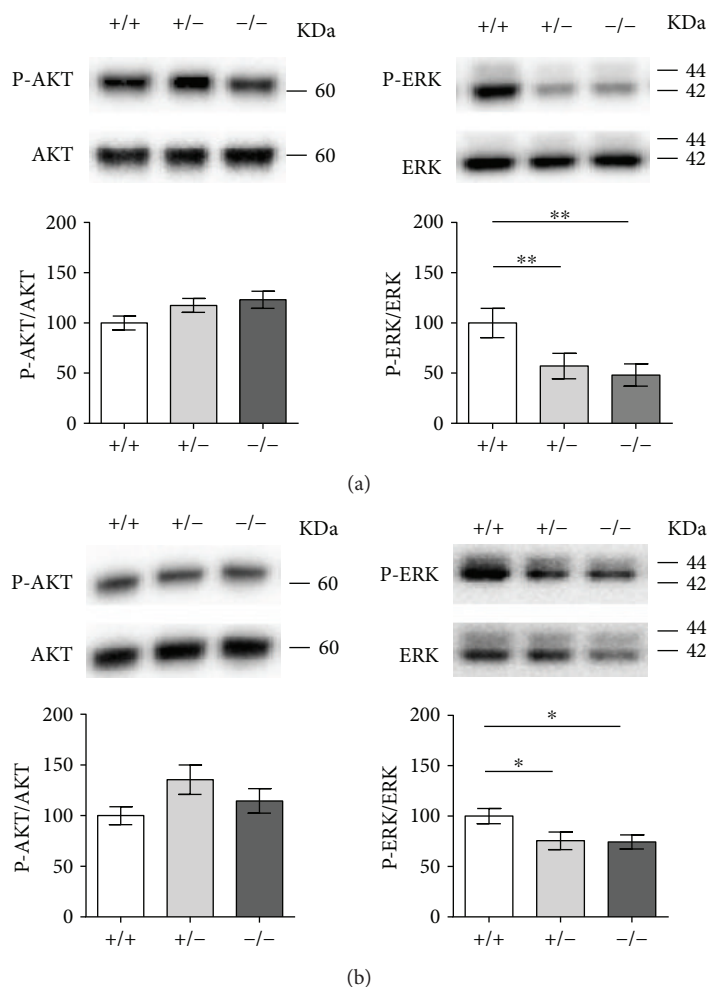 +/+ +/− −/− KDa
P-AKT
60
AKT
60
200
150
100
50
0
P-AKT/AKT
+/+ +/− −/−
+/+ +/− −/− KDa
P-ERK
44
42
ERK
44
42
200
150
100
50
0
P-ERK/ERK
**
**
+/+ +/− −/−
(a)
+/+ +/− −/− KDa
P-AKT
60
AKT
60
200
150
100
50
0
P-AKT/AKT
+/+ +/− −/−
+/+ +/− −/− KDa
P-ERK
44
42
ERK
44
42
200
150
100
50
0
P-ERK/ERK
*
*
+/+ +/− −/−
(b)